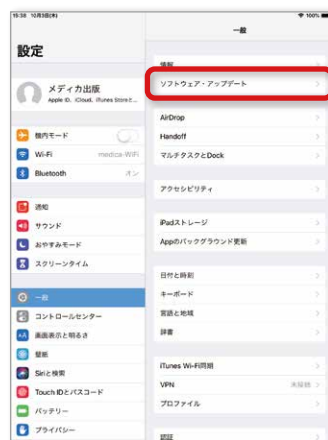 15:38 10月3日(水)
100%
設定
メディカ出版
Apple ID、iCloud、iTunes Storeと...
機内モード
Wi-Fi
medica-WiFi
Bluetooth
オン
通知
サウンド
おやすみモード
スクリーンタイム
一般
コントロールセンター
画面表示と明るさ
壁紙
Siriと検索
Touch IDとパスコード
バッテリー
プライバシー
一般
情報
ソフトウェア・アップデート
AirDrop
Handoff
マルチタスクとDock
アクセシビリティ
iPadストレージ
Appのバックグラウンド更新
日付と時刻
キーボード
言語と地域
辞書
iTunes Wi-Fi同期
VPN
未接続
プロファイル
認証